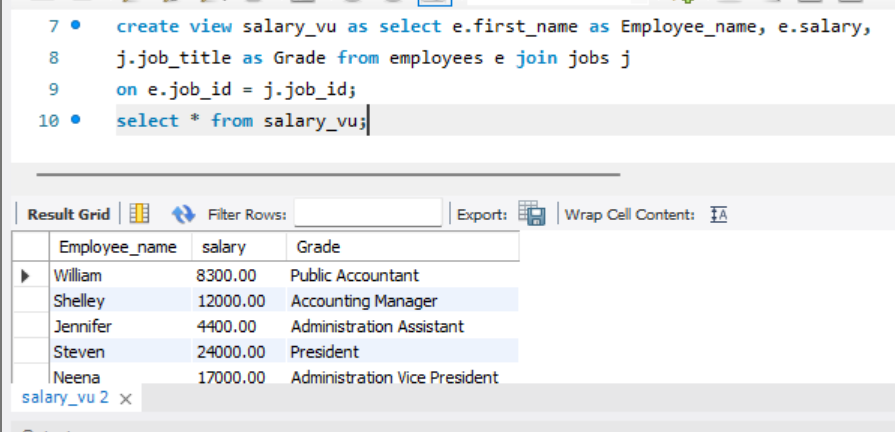 7 create view salary_vu as select e.first_name as Employee_name, e.salary,
8 j.job_title as Grade from employees e join jobs j
9 on e.job_id = j.job_id;
10 select * from salary_vu;
Result Grid Filter Rows: Export: Wrap Cell Content: IA
Employee_name salary Grade
William 8300.00 Public Accountant
Shelley 12000.00 Accounting Manager
Jennifer 4400.00 Administration Assistant
Steven 24000.00 President
Neena 17000.00 Administration Vice President
salary_vu 2 ×